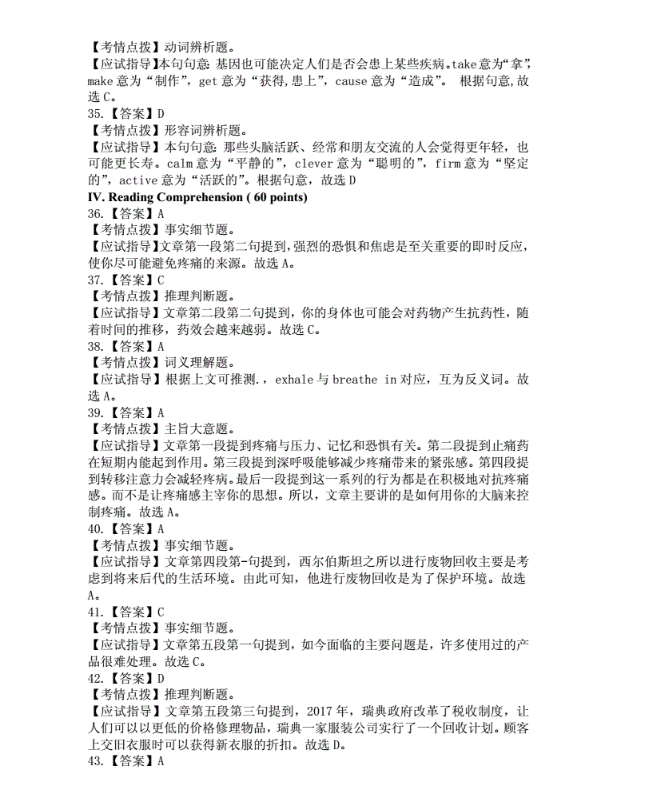 【考情点拨】动词辨析题。
【应试指导】本句句意：基因也可能决定人们是否会患上某些疾病。take意为“拿”，
make 意为“制作”，get 意为“获得,患上”，cause 意为“造成”。 根据句意,故
选 C。
35.【答案】D
【考情点拨】形容词辨析题。
【应试指导】本句句意：那些头脑活跃、经常和朋友交流的人会觉得更年轻，也
可能更长寿。calm 意为“平静的”，clever 意为“聪明的”，firm 意为“坚定
的”，active 意为“活跃的”。根据句意，故选 D
IV. Reading Comprehension ( 60 points)
36.【答案】A
【考情点拨】事实细节题。
【应试指导】文章第一段第二句提到,强烈的恐惧和焦虑是至关重要的即时反应，
使你尽可能避免疼痛的来源。故选 A。
37.【答案】C
【考情点拨】推理判断题。
【应试指导】文章第二段第二句提到，你的身体也可能会对药物产生抗药性，随
着时间的推移，药效会越来越弱。故选 C。
38.【答案】A
【考情点拨】词义理解题。
【应试指导】根据上文可推测.，exhale 与 breathe in 对应，互为反义词。故
选 A。
39.【答案】A
【考情点拨】主旨大意题。
【应试指导】文章第一段提到疼痛与压力、记忆和恐惧有关。第二段提到止痛药
在短期内能起到作用。第三段提到深呼吸能够减少疼痛带来的紧张感。第四段提
到转移注意力会减轻疼病。最后一段提到这一系列的行为都是在积极地对抗疼痛
感。而不是让疼痛感主宰你的思想。所以，文章主要讲的是如何用你的大脑来控
制疼痛。故选 A。
40.【答案】A
【考情点拨】事实细节题。
【应试指导】文章第四段第-句提到，西尔伯斯坦之所以进行废物回收主要是考
虑到将来后代的生活环境。由此可知，他进行废物回收是为了保护环境。故选
A。
41.【答案】C
【考情点拨】事实细节题。
【应试指导】文章第五段第一句提到，如今面临的主要问题是，许多使用过的产
品很难处理。故选 C。
42.【答案】D
【考情点拨】推理判断题。
【应试指导】文章第五段第三句提到，2017 年，瑞典政府改革了税收制度，让
人们可以以更低的价格修理物品，瑞典一家服装公司实行了一个回收计划。顾客
上交旧衣服时可以获得新衣服的折扣。故选 D。
43.【答案】A